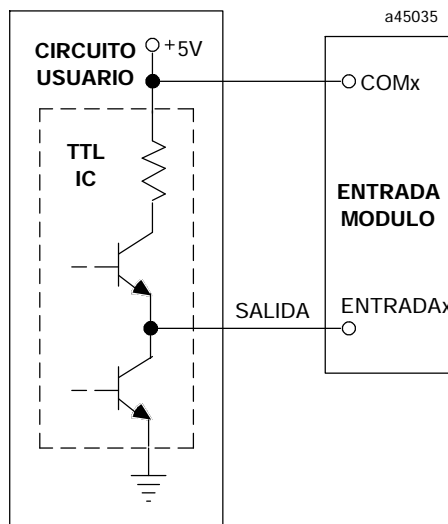 a45035
CIRCUITO
USUARIO
+5V
COMx
TTL
IC
ENTRADA
MODULO
SALIDA
ENTRADAx